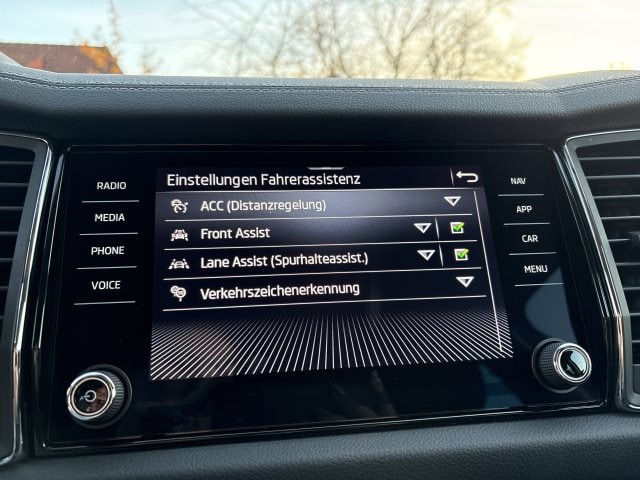 RADIO
MEDIA
PHONE
VOICE
Einstellungen Fahrerassistenz
ACC (Distanzregelung)
Front Assist
Lane Assist (Spurhalteassist.)
Verkehrszeichenerkennung
NAV
APP
CAR
MENU